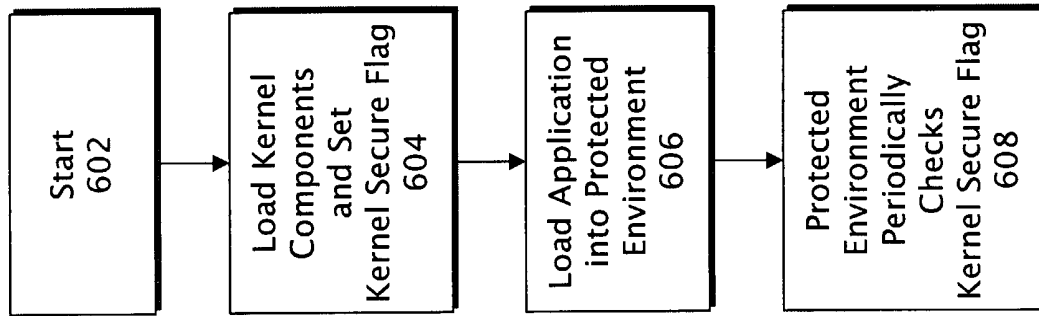 Start
602
Load Kernel
Components
and Set
Kernel Secure Flag
604
Load Application
into Protected
Environment
606
Protected
Environment
Periodically
Checks
Kernel Secure Flag
608